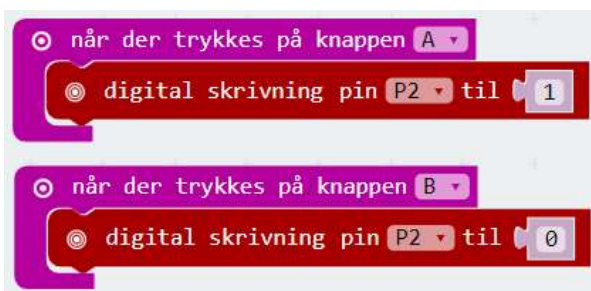 når der trykkes på knappen A
digital skrivning pin P2 til 1
når der trykkes på knappen B
digital skrivning pin P2 til 0